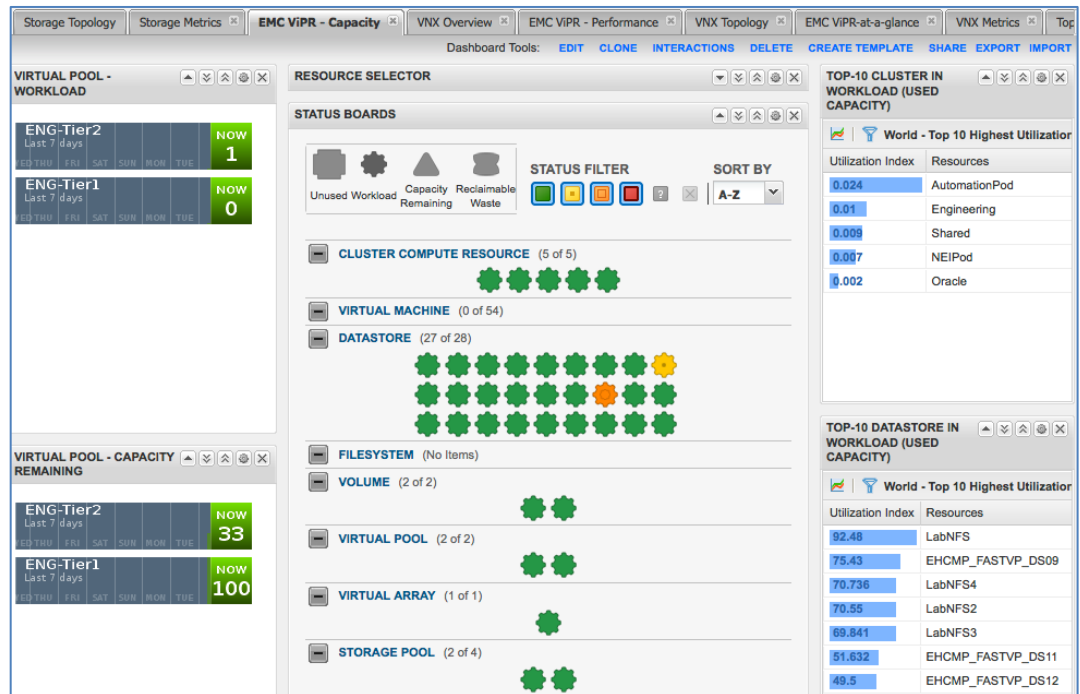 Storage Topology Storage Metrics EMC ViPR - Capacity VNX Overview EMC ViPR - Performance VNX Topology EMC ViPR-at-a-glance VNX Metrics Top
Dashboard Tools: EDIT CLONE INTERACTIONS DELETE CREATE TEMPLATE SHARE EXPORT IMPORT
VIRTUAL POOL -
WORKLOAD
ENG-Tier2
Last 7 days
NOW
1
THU FRI SAT SUN MON TUE
ENG-Tier1
Last 7 days
NOW
0
THU FRI SAT SUN MON TUE
VIRTUAL POOL - CAPACITY
REMAINING
ENG-Tier2
Last 7 days
NOW
33
THU FRI SAT SUN MON TUE
ENG-Tier1
Last 7 days
NOW
100
THU FRI SAT SUN MON TUE
RESOURCE SELECTOR
STATUS BOARDS
Unused Workload Capacity Remaining Reclaimable Waste
STATUS FILTER
?
SORT BY
A-Z
CLUSTER COMPUTE RESOURCE (5 of 5)
VIRTUAL MACHINE (0 of 54)
DATASTORE (27 of 28)
FILESYSTEM (No Items)
VOLUME (2 of 2)
VIRTUAL POOL (2 of 2)
VIRTUAL ARRAY (1 of 1)
STORAGE POOL (2 of 4)
TOP-10 CLUSTER IN
WORKLOAD (USED
CAPACITY)
World - Top 10 Highest Utilization
Utilization Index Resources
0.024 AutomationPod
0.01 Engineering
0.009 Shared
0.007 NEIPod
0.002 Oracle
TOP-10 DATASTORE IN
WORKLOAD (USED
CAPACITY)
World - Top 10 Highest Utilization
Utilization Index Resources
92.48 LabNFS
75.43 EHCMP_FASTVP_DS09
70.736 LabNFS4
70.55 LabNFS2
69.841 LabNFS3
51.632 EHCMP_FASTVP_DS11
49.5 EHCMP_FASTVP_DS12